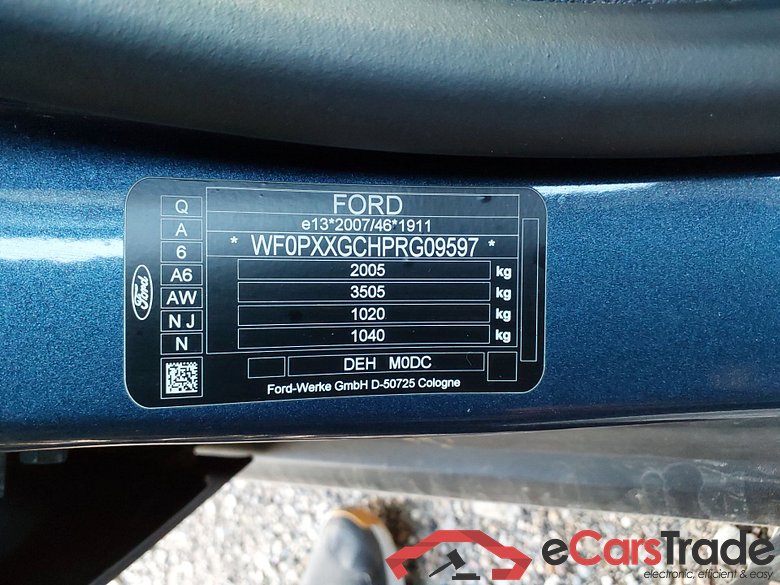 FORD
e13*2007/46*1911
* WF0PXXGCHPRG09597 *
2005 kg
3505 kg
1020 kg
1040 kg
Q
A
6
A6
AW
N J
N
Ford
DEH M0DC
Ford-Werke GmbH D-50725 Cologne
eCarsTrade
electronic, efficient & easy